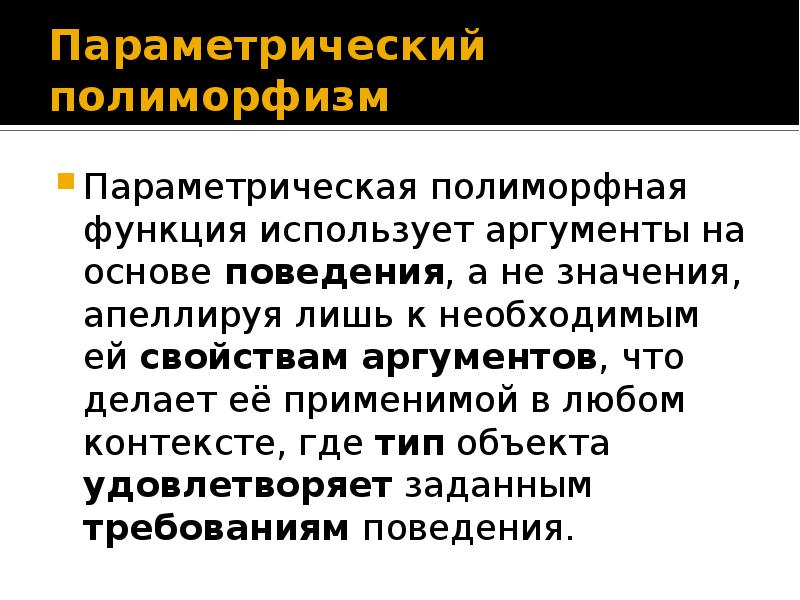 Параметрический
полиморфизм
Параметрическая полиморфная
функция использует аргументы на
основе поведения, а не значения,
апеллируя лишь к необходимым
ей свойствам аргументов, что
делает её применимой в любом
контексте, где тип объекта
удовлетворяет заданным
требованиям поведения.